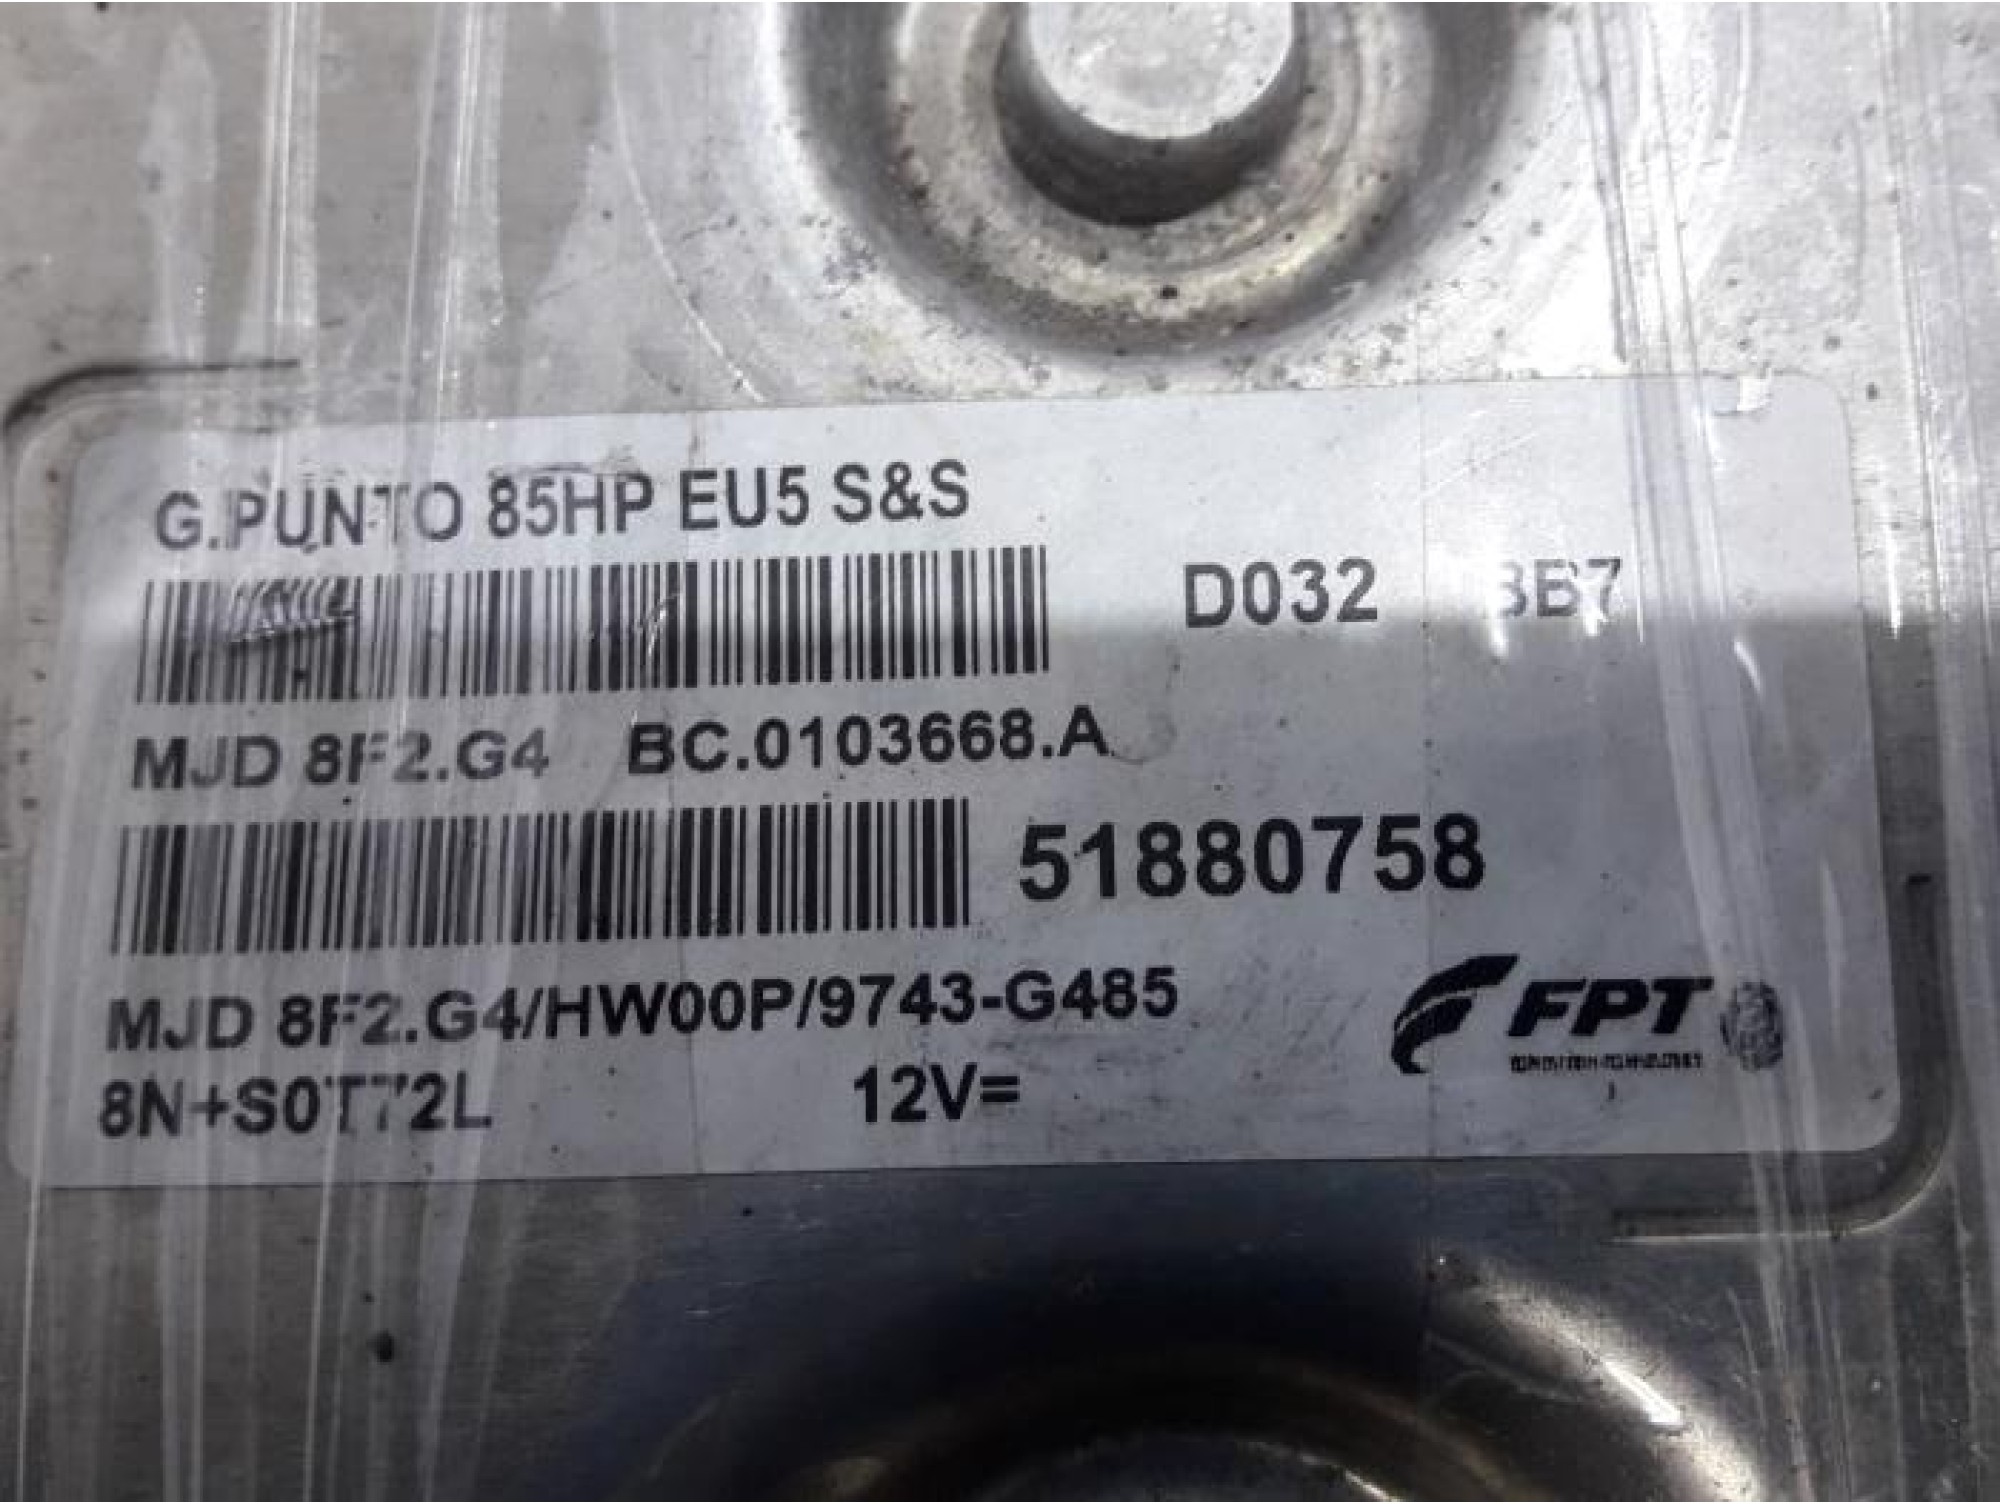 G.PUNTO 85HP EU5 S&S
D032
MJD 8F2.G4 BC.0103668.A
51880758
MJD 8F2.G4/HW00P/9743-G485
FPT
8N+S0T72L 12V=